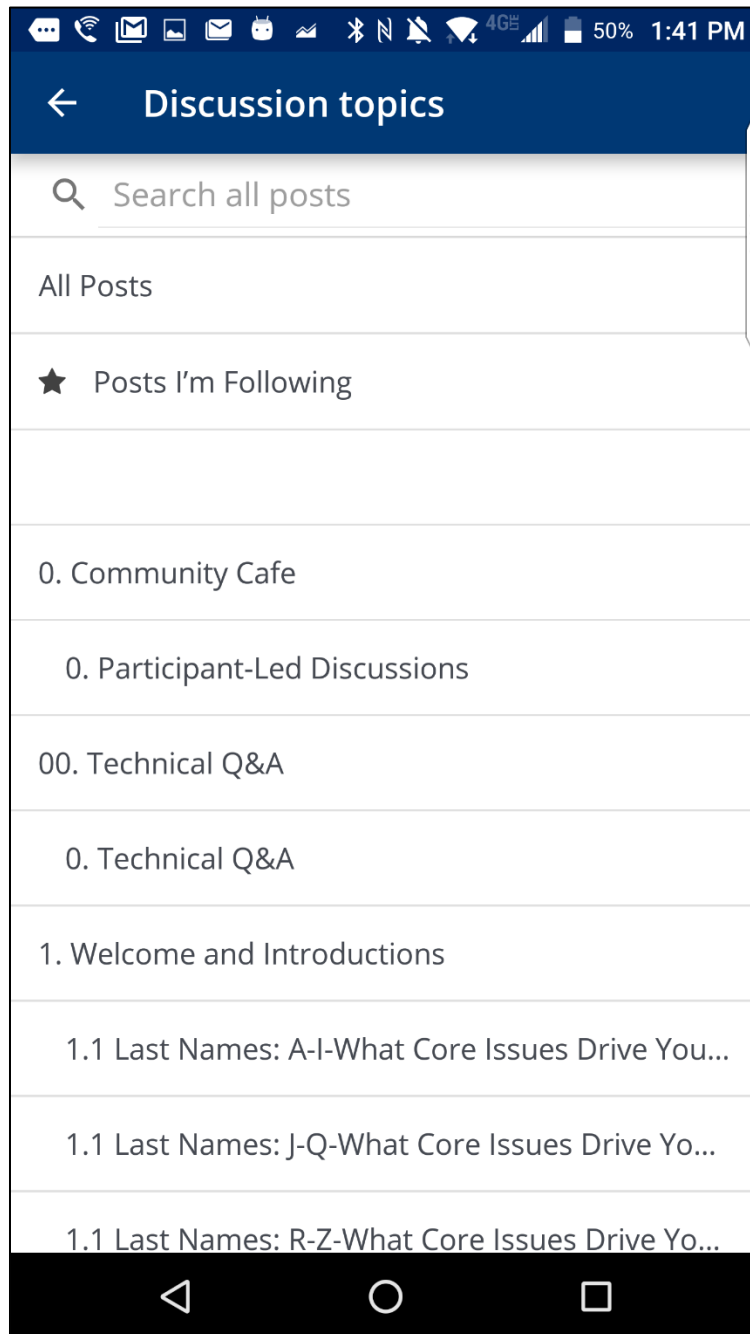 4GE 50% 1:41 PM
Discussion topics
Search all posts
All Posts
Posts I’m Following
0. Community Cafe
0. Participant-Led Discussions
00. Technical Q&A
0. Technical Q&A
1. Welcome and Introductions
1.1 Last Names: A-I-What Core Issues Drive You...
1.1 Last Names: J-Q-What Core Issues Drive Yo...
1.1 Last Names: R-Z-What Core Issues Drive Yo...